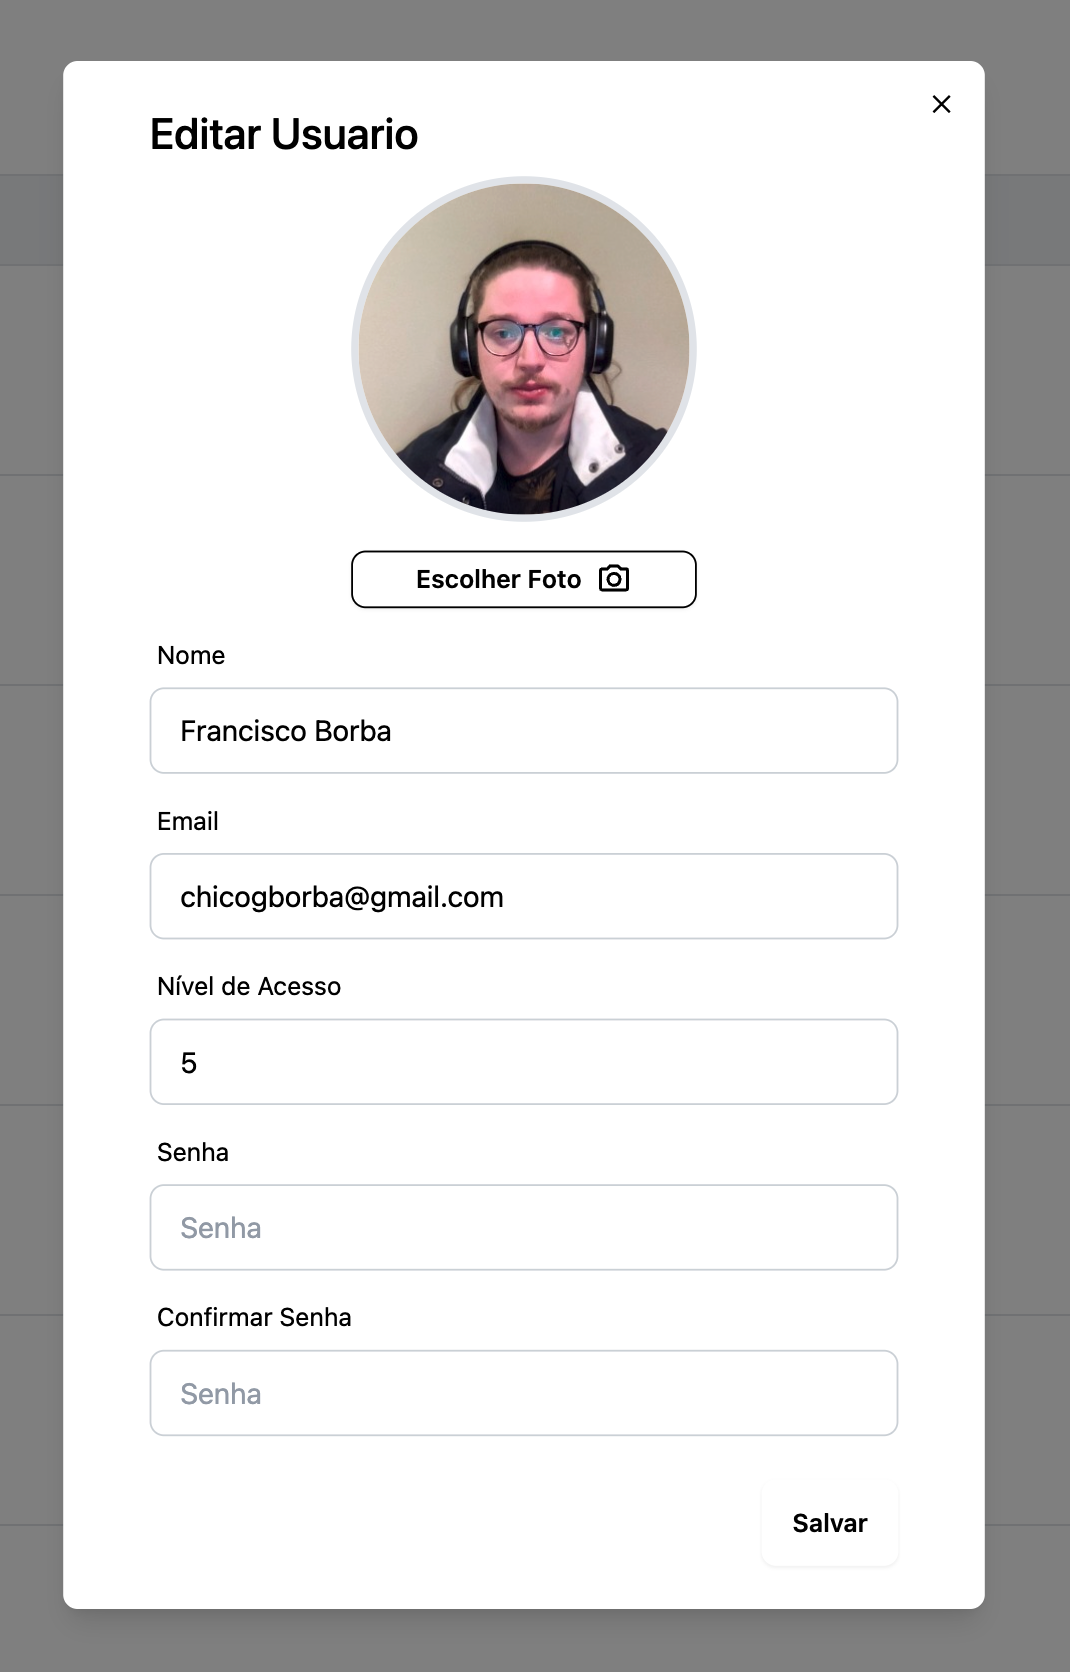 Editar Usuario
Escolher Foto
Nome
Francisco Borba
Email
chicogborba@gmail.com
Nível de Acesso
5
Senha
Senha
Confirmar Senha
Senha
Salvar